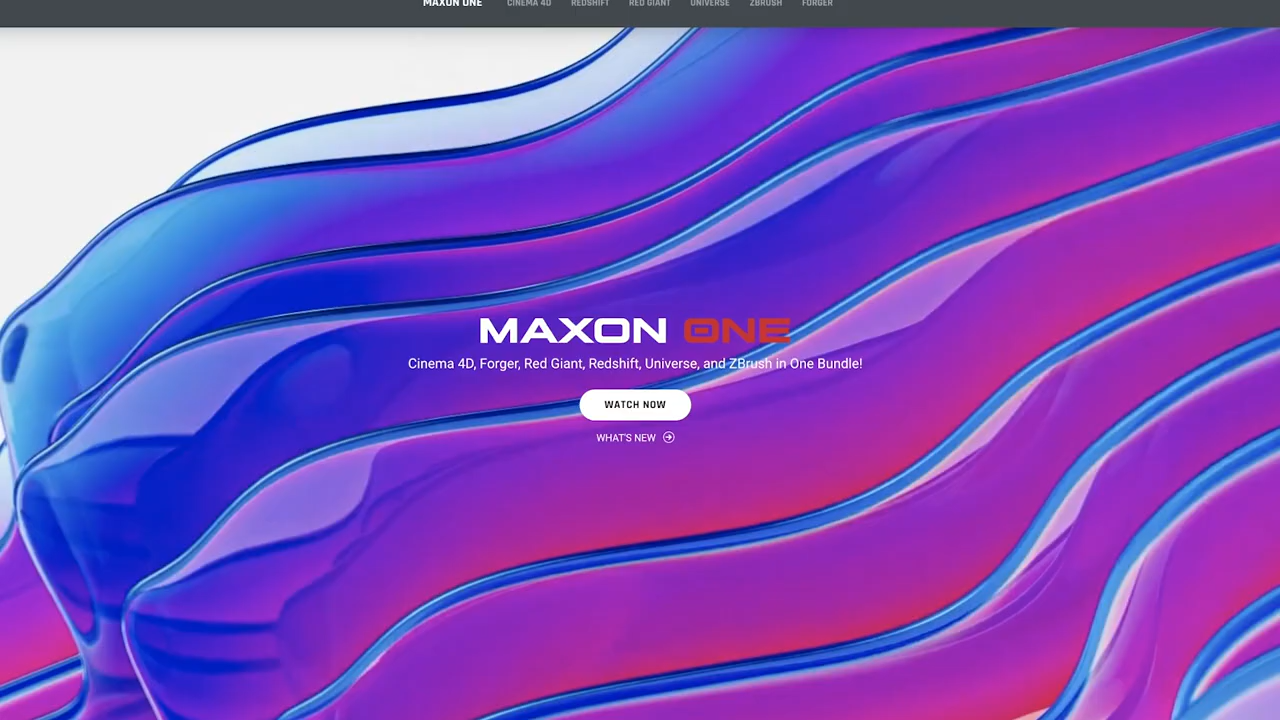 MAXON ONE CINEMA 4D REDSHIFT RED GIANT UNIVERSE ZBRUSH FORGER
MAXON ONE
Cinema 4D, Forger, Red Giant, Redshift, Universe, and ZBrush in One Bundle!
WATCH NOW
WHAT'S NEW